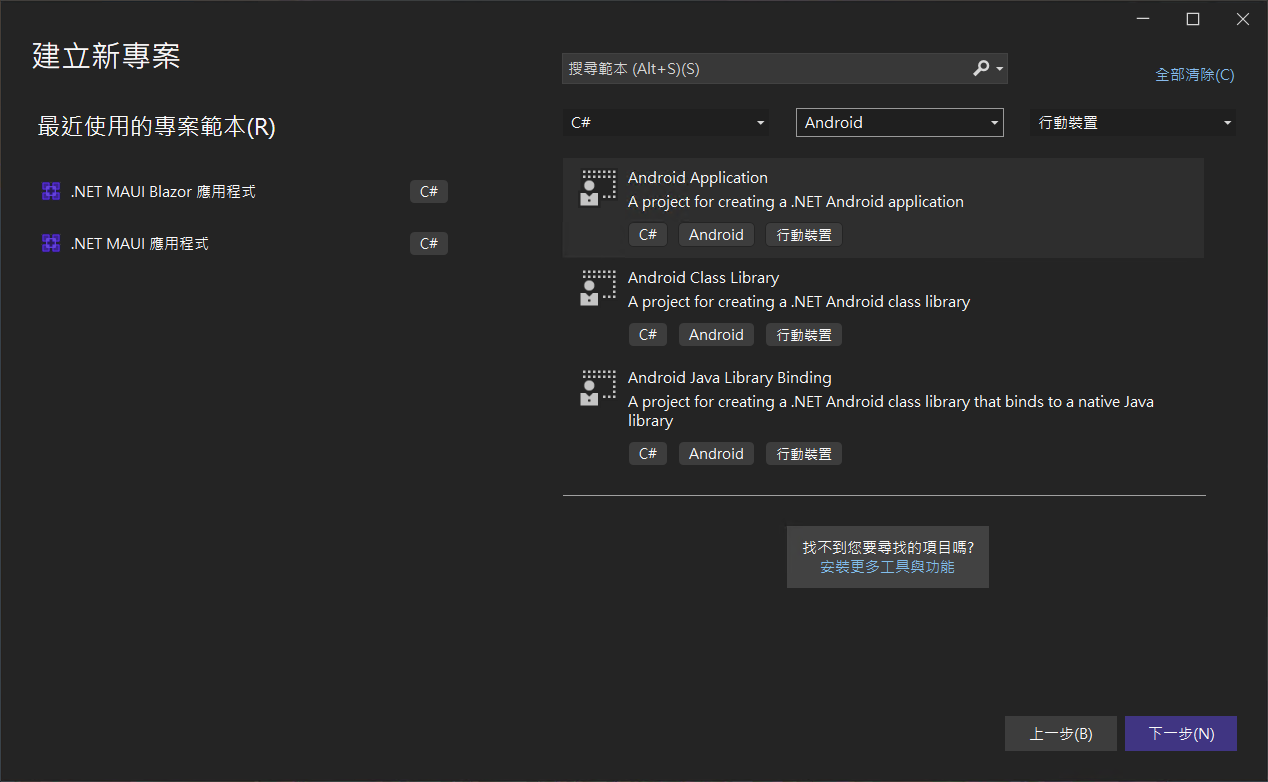 建立新專案
搜尋範本 (Alt+S)(S)
全部清除(C)
最近使用的專案範本(R)
C#
Android
行動裝置
.NET MAUI Blazor 應用程式
C#
.NET MAUI 應用程式
C#
Android Application
A project for creating a .NET Android application
C#
Android
行動裝置
Android Class Library
A project for creating a .NET Android class library
C#
Android
行動裝置
Android Java Library Binding
A project for creating a .NET Android class library that binds to a native Java
library
C#
Android
行動裝置
找不到您要尋找的項目嗎?
安裝更多工具與功能
上一步(B)
下一步(N)